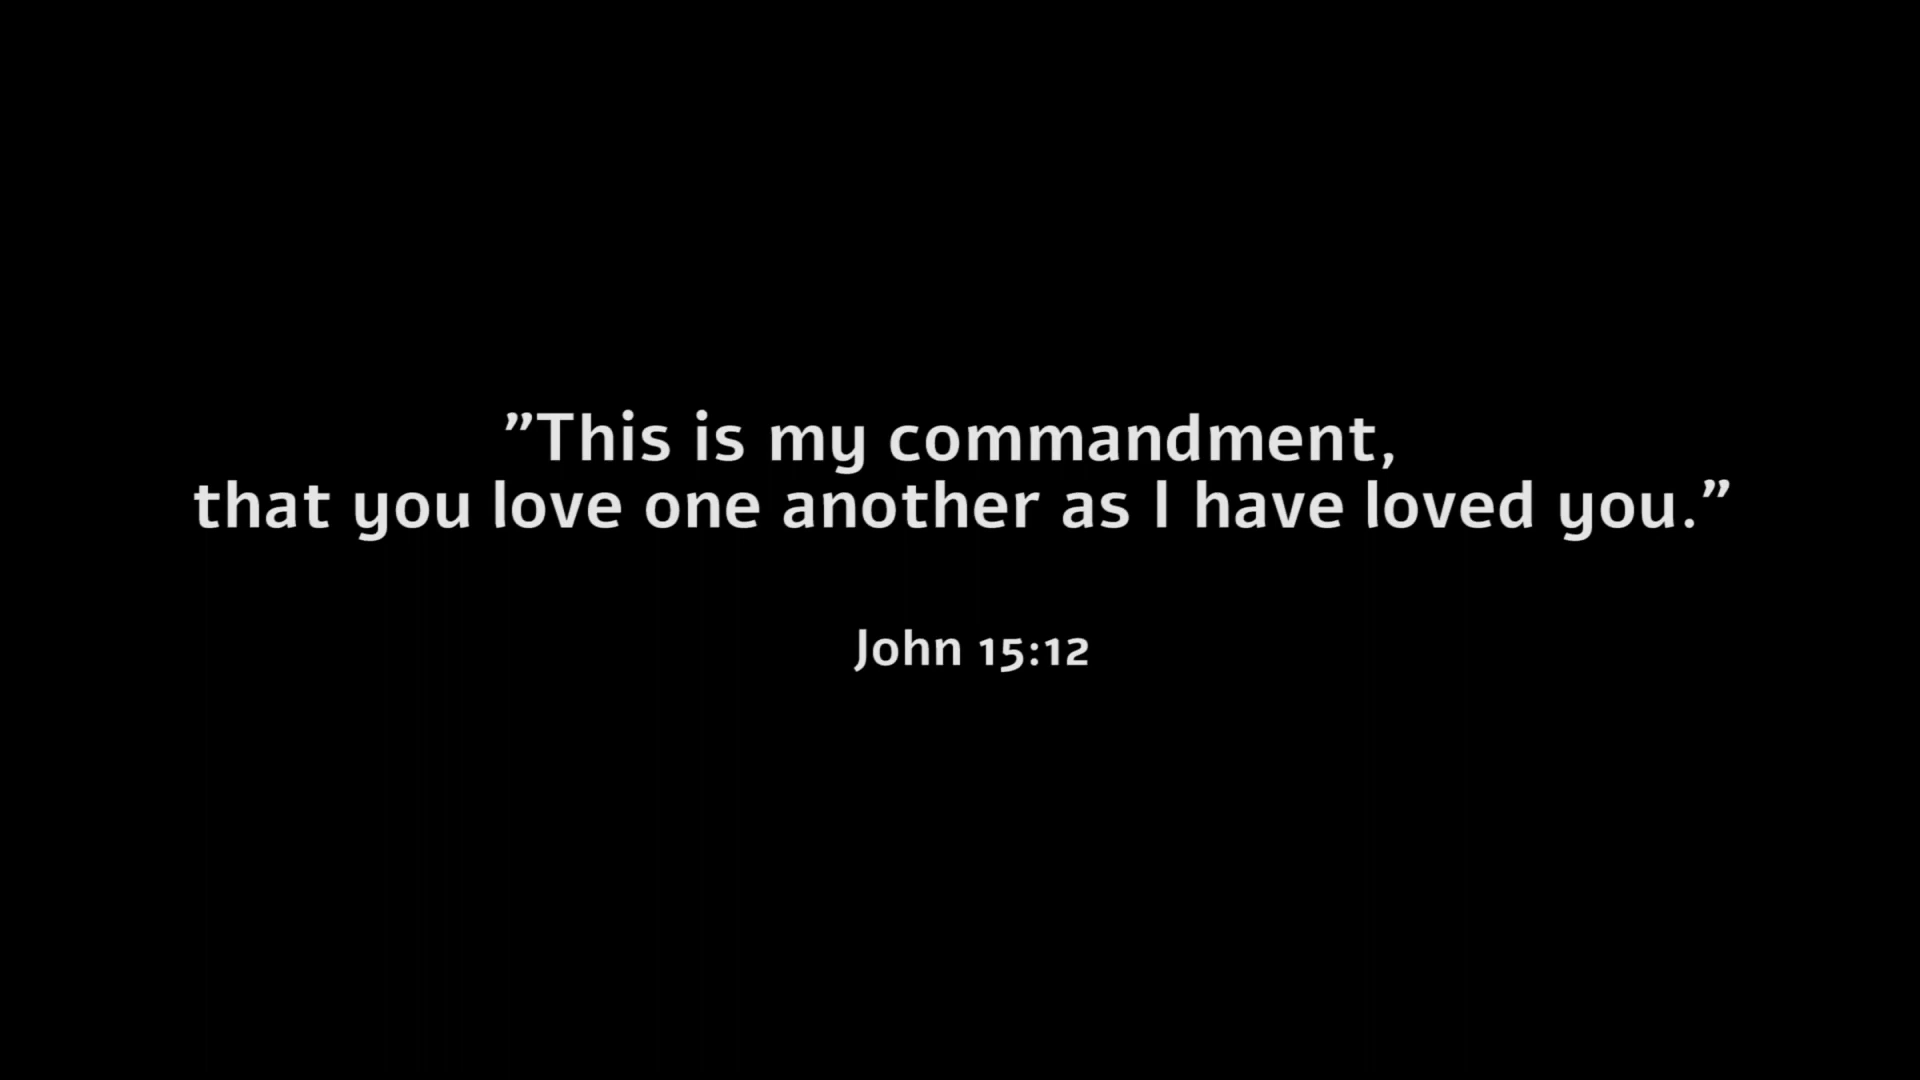 ”This is my commandment,
that you love one another as I have loved you.”
John 15:12